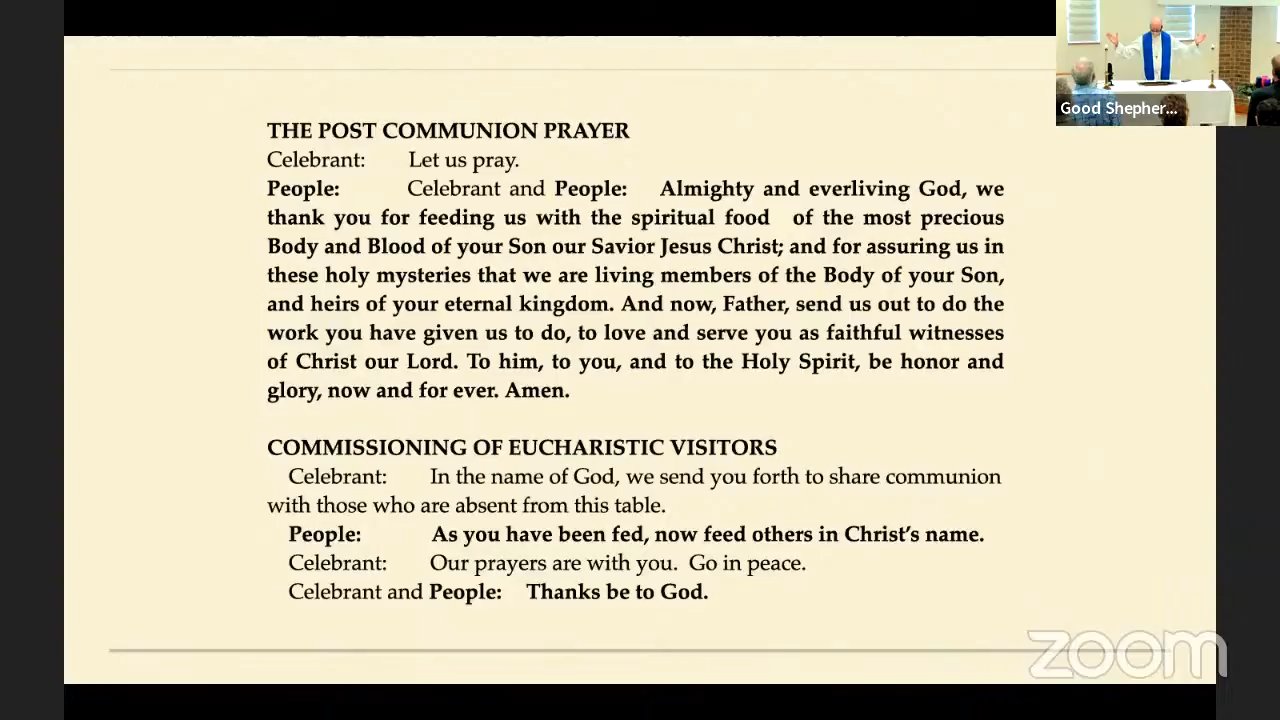 THE POST COMMUNION PRAYER
Celebrant: Let us pray.
People: Celebrant and People: Almighty and everliving God, we
thank you for feeding us with the spiritual food of the most precious
Body and Blood of your Son our Savior Jesus Christ; and for assuring us in
these holy mysteries that we are living members of the Body of your Son,
and heirs of your eternal kingdom. And now, Father, send us out to do the
work you have given us to do, to love and serve you as faithful witnesses
of Christ our Lord. To him, to you, and to the Holy Spirit, be honor and
glory, now and for ever. Amen.
COMMISSIONING OF EUCHARISTIC VISITORS
Celebrant: In the name of God, we send you forth to share communion
with those who are absent from this table.
People: As you have been fed, now feed others in Christ's name.
Celebrant: Our prayers are with you. Go in peace.
Celebrant and People: Thanks be to God.
Good Shepher...
zoom